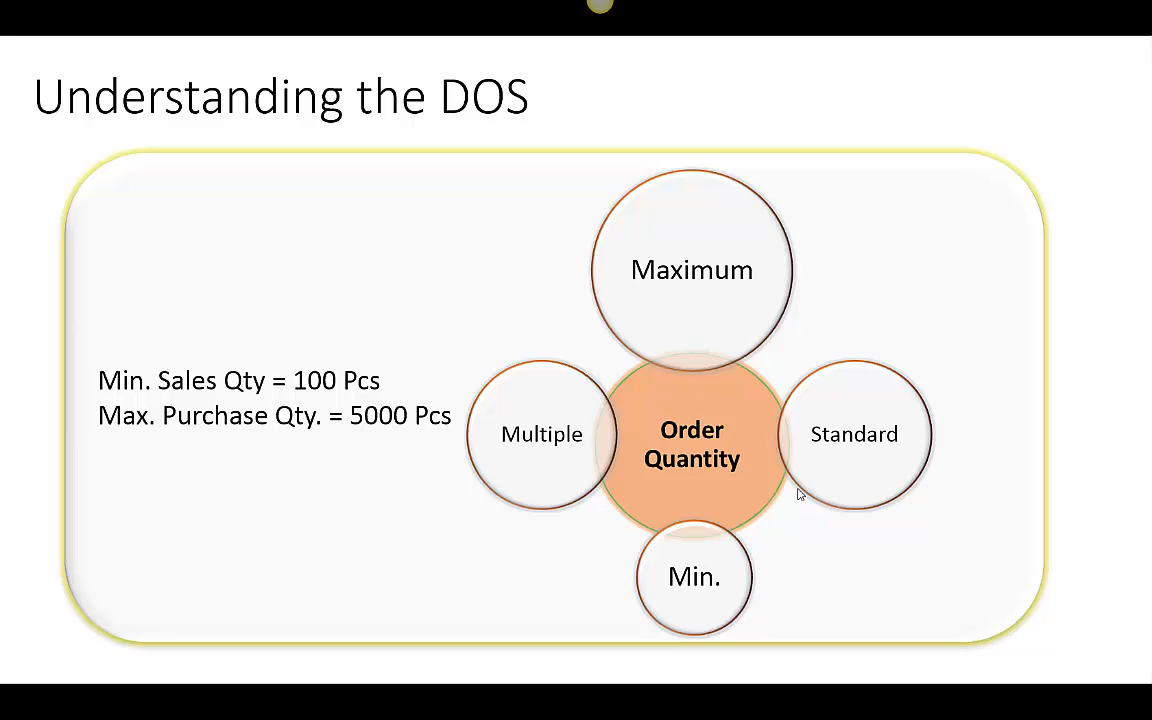 Understanding the DOS
Maximum
Min. Sales Qty = 100 Pcs
Max. Purchase Qty. = 5000 Pcs
Multiple
Order
Quantity
Standard
Min.